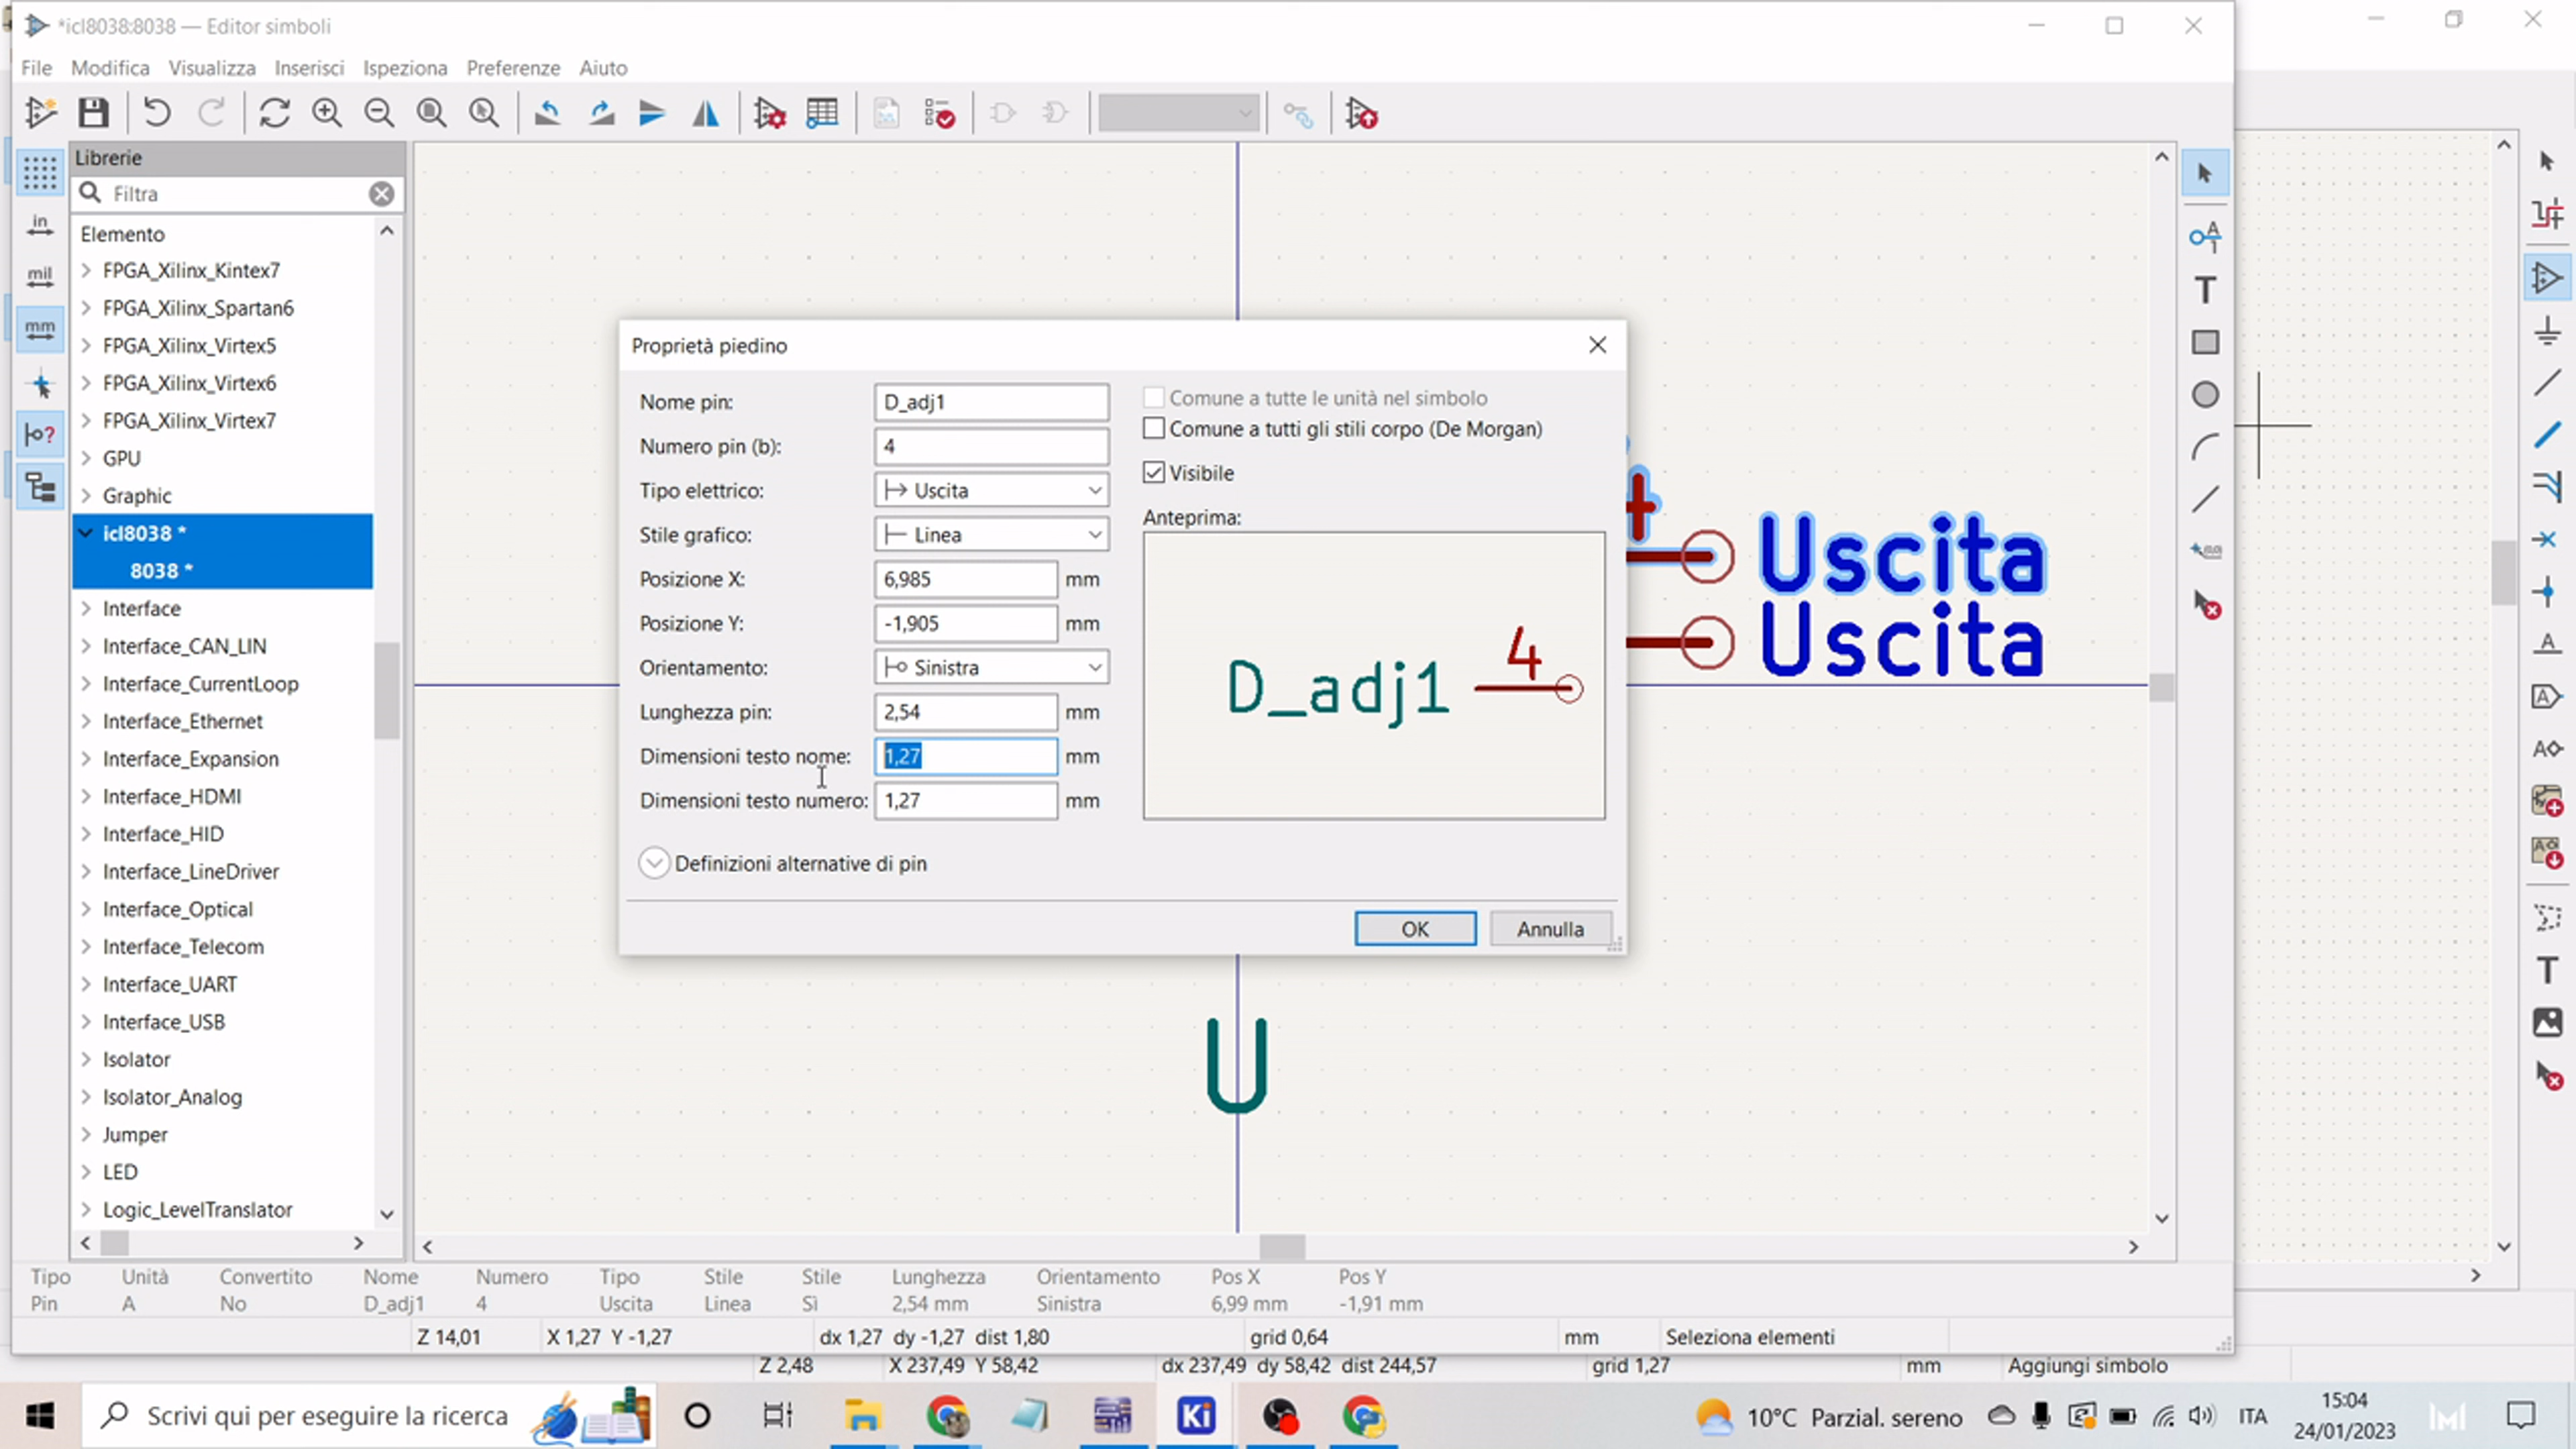 *icl8038:8038 — Editor simboli
File Modifica Visualizza Inserisci Ispeziona Preferenze Aiuto
Librerie
Filtra
in
mil
mm
Elemento
FPGA_Xilinx_Kintex7
FPGA_Xilinx_Spartan6
FPGA_Xilinx_Virtex5
FPGA_Xilinx_Virtex6
FPGA_Xilinx_Virtex7
GPU
Graphic
icl8038 *
8038 *
Interface
Interface_CAN_LIN
Interface_CurrentLoop
Interface_Ethernet
Interface_Expansion
Interface_HDMI
Interface_HID
Interface_LineDriver
Interface_Optical
Interface_Telecom
Interface_UART
Interface_USB
Isolator
Isolator_Analog
Jumper
LED
Logic_LevelTranslator
Proprietà piedino
Nome pin: D_adj1
Numero pin (b): 4
Tipo elettrico: Uscita
Stile grafico: Linea
Posizione X: 6,985 mm
Posizione Y: -1,905 mm
Orientamento: Sinistra
Lunghezza pin: 2,54 mm
Dimensioni testo nome: 1,27 mm
Dimensioni testo numero: 1,27 mm
Definizioni alternative di pin
Comune a tutte le unità nel simbolo
Comune a tutti gli stili corpo (De Morgan)
Visibile
Anteprima:
D_adj1 4
OK Annulla
Uscita
Uscita
U
Tipo Unità Convertito Nome Numero Tipo Stile Stile Lunghezza Orientamento Pos X Pos Y
Pin A No D_adj1 4 Uscita Linea Sì 2,54 mm Sinistra 6,99 mm -1,91 mm
Z 14,01 X 1,27 Y -1,27 dx 1,27 dy -1,27 dist 1,80 grid 0,64 mm Seleziona elementi
Z 2,48 X 237,49 Y 58,42 dx 237,49 dy 58,42 dist 244,57 grid 1,27 mm Aggiungi simbolo
Scrivi qui per eseguire la ricerca
Ki
10°C Parzial. sereno
ITA
15:04
24/01/2023